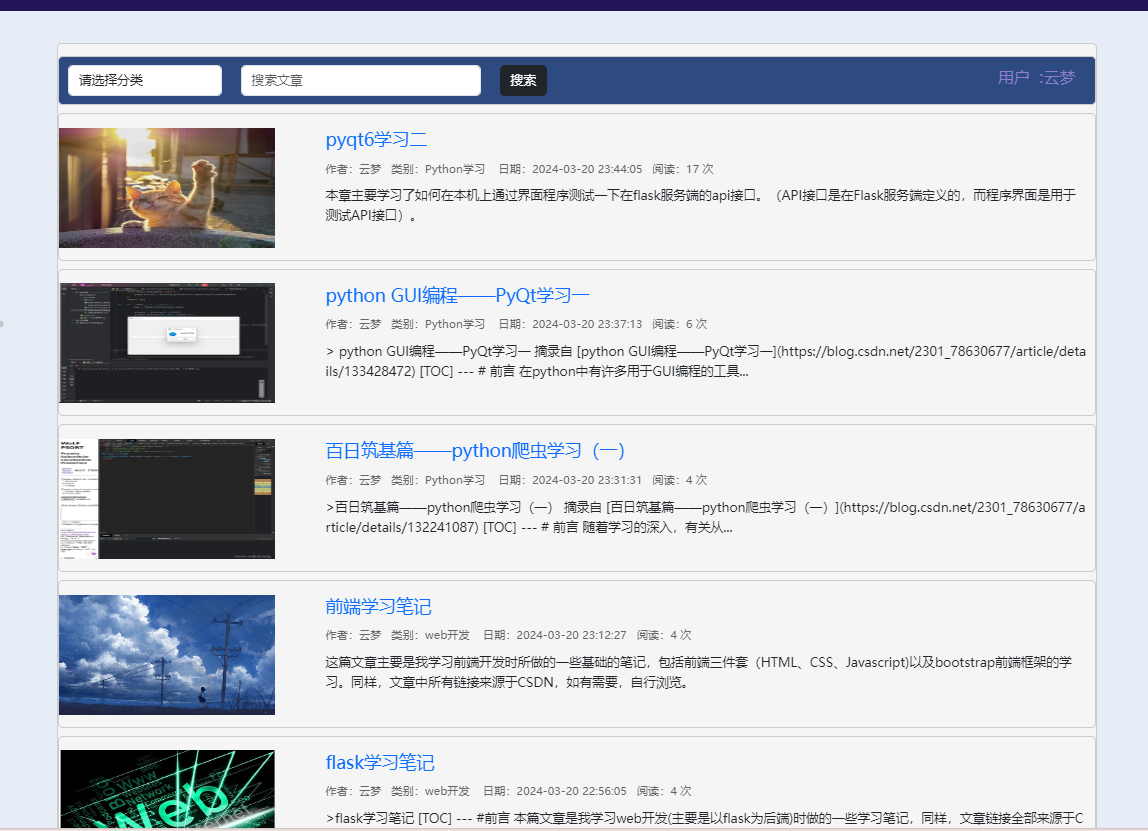 请选择分类 搜索文章 搜索 用户 :云梦
pyqt6学习二
作者：云梦 类别：Python学习 日期：2024-03-20 23:44:05 阅读：17 次
本章主要学习了如何在本机上通过界面程序测试一下在flask服务端的api接口。（API接口是在Flask服务端定义的，而程序界面是用于
测试API接口）。
python GUI编程——PyQt学习一
作者：云梦 类别：Python学习 日期：2024-03-20 23:37:13 阅读：6 次
> python GUI编程——PyQt学习一 摘录自 [python GUI编程——PyQt学习一](https://blog.csdn.net/2301_78630677/article/deta
ils/133428472) [TOC] --- # 前言 在python中有许多用于GUI编程的工具...
百日筑基篇——python爬虫学习（一）
作者：云梦 类别：Python学习 日期：2024-03-20 23:31:31 阅读：4 次
>百日筑基篇——python爬虫学习（一） 摘录自 [百日筑基篇——python爬虫学习（一）](https://blog.csdn.net/2301_78630677/a
rticle/details/132241087) [TOC] --- # 前言 随着学习的深入，有关从...
前端学习笔记
作者：云梦 类别：web开发 日期：2024-03-20 23:12:27 阅读：4 次
这篇文章主要是我学习前端开发时所做的一些基础的笔记，包括前端三件套（HTML、CSS、Javascript)以及bootstrap前端框架的学
习。同样，文章中所有链接来源于CSDN，如有需要，自行浏览。
flask学习笔记
作者：云梦 类别：web开发 日期：2024-03-20 22:56:05 阅读：4 次
Www
Web
>flask学习笔记 [TOC] --- #前言 本篇文章是我学习web开发(主要是以flask为后端)时做的一些学习笔记，同样，文章链接全部来源于C